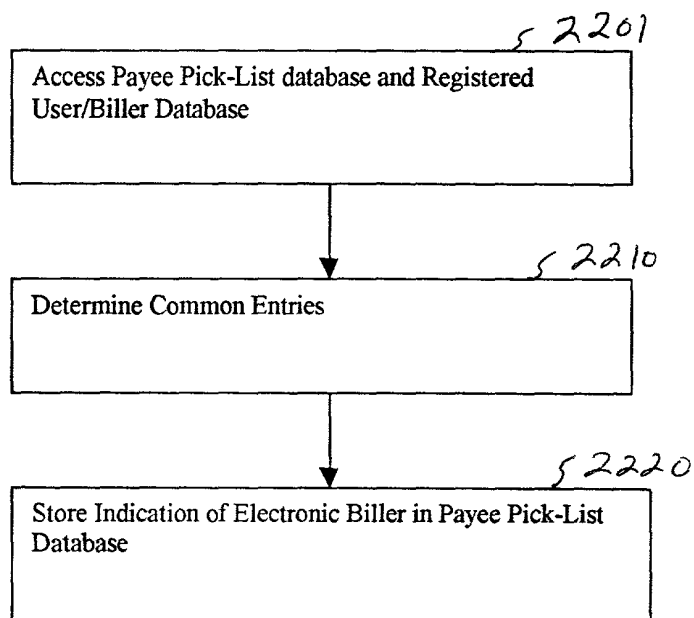 2201
Access Payee Pick-List database and Registered
User/Biller Database
2210
Determine Common Entries
2220
Store Indication of Electronic Biller in Payee Pick-List
Database